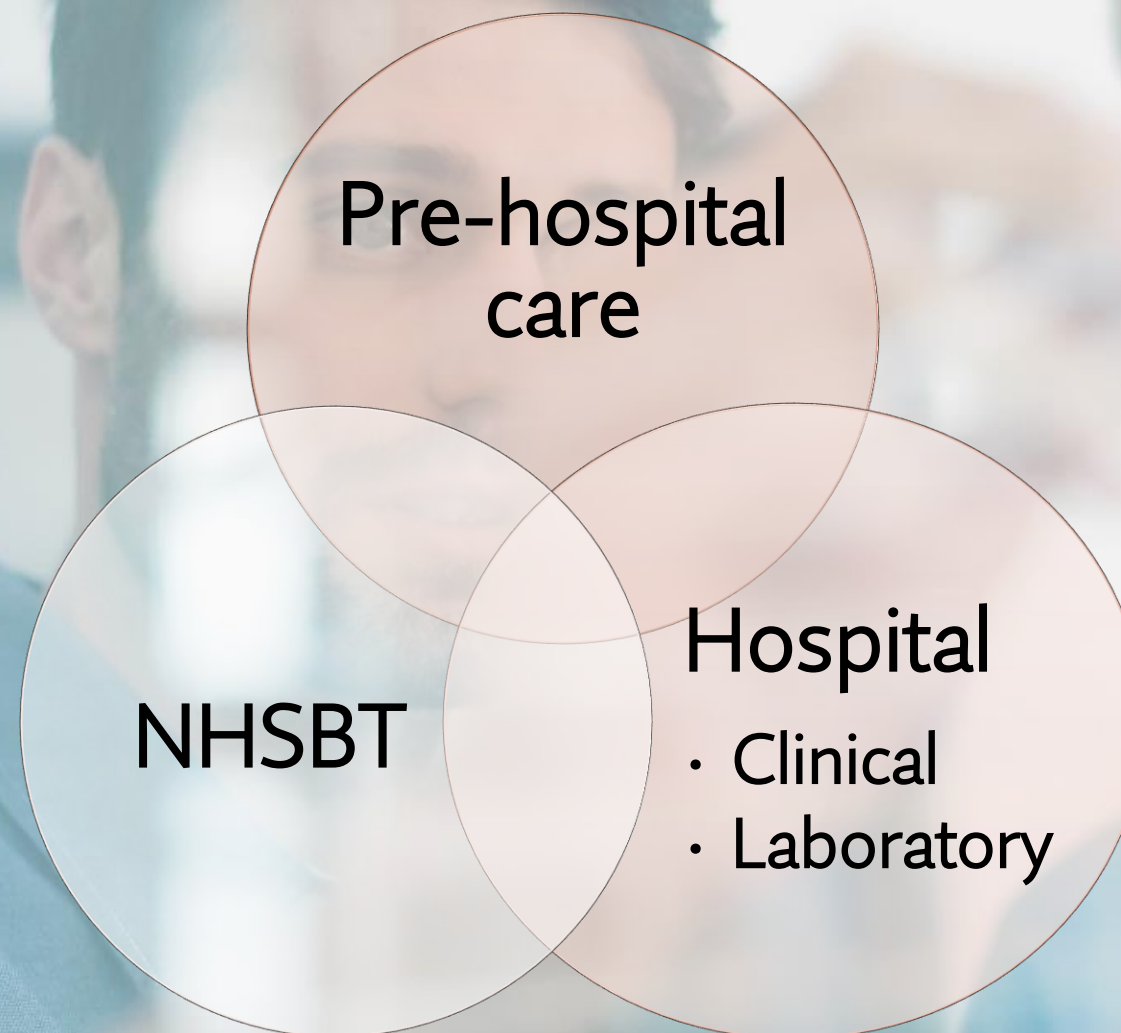 Pre-hospital
care
NHSBT
Hospital
• Clinical
• Laboratory